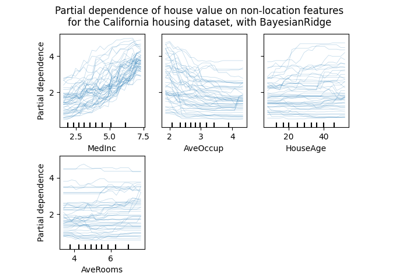 Partial dependence of house value on non-location features
for the California housing dataset, with BayesianRidge
Partial dependence
4
2
2.5 5.0 7.5
MedInc
2 3 4
AveOccup
20 40
HouseAge
Partial dependence
4
2
4 6
AveRooms